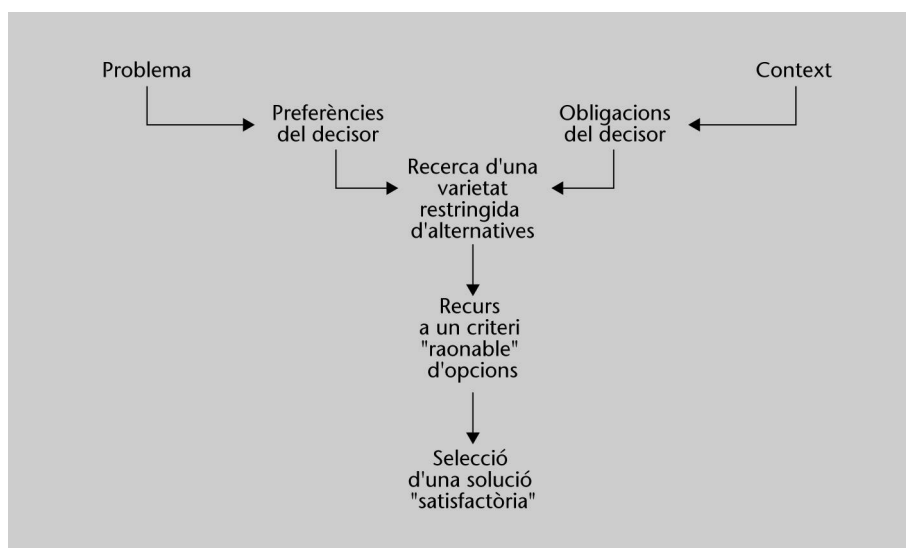 Problema
Context
Preferències
del decisor
Obligacions
del decisor
Recerca d'una
varietat
restringida
d'alternatives
Recurs
a un criteri
"raonable"
d'opcions
Selecció
d'una solució
"satisfactòria"